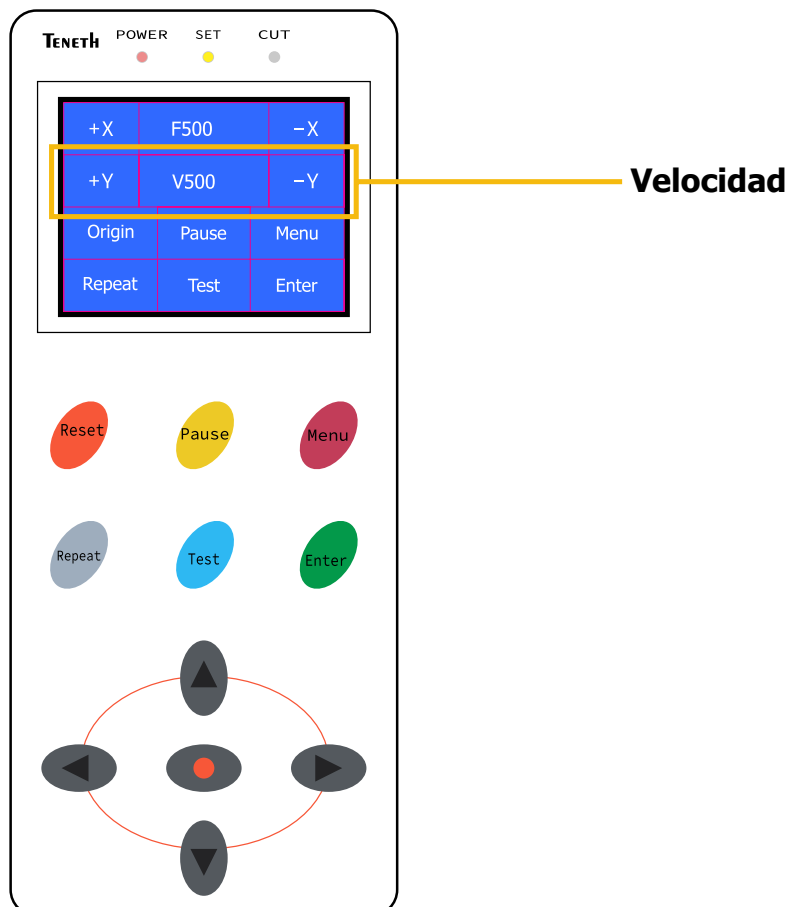 Teneth POWER SET CUT
+X F500 −X
+Y V500 −Y
Velocidad
Origin Pause Menu
Repeat Test Enter
Reset Pause Menu
Repeat Test Enter